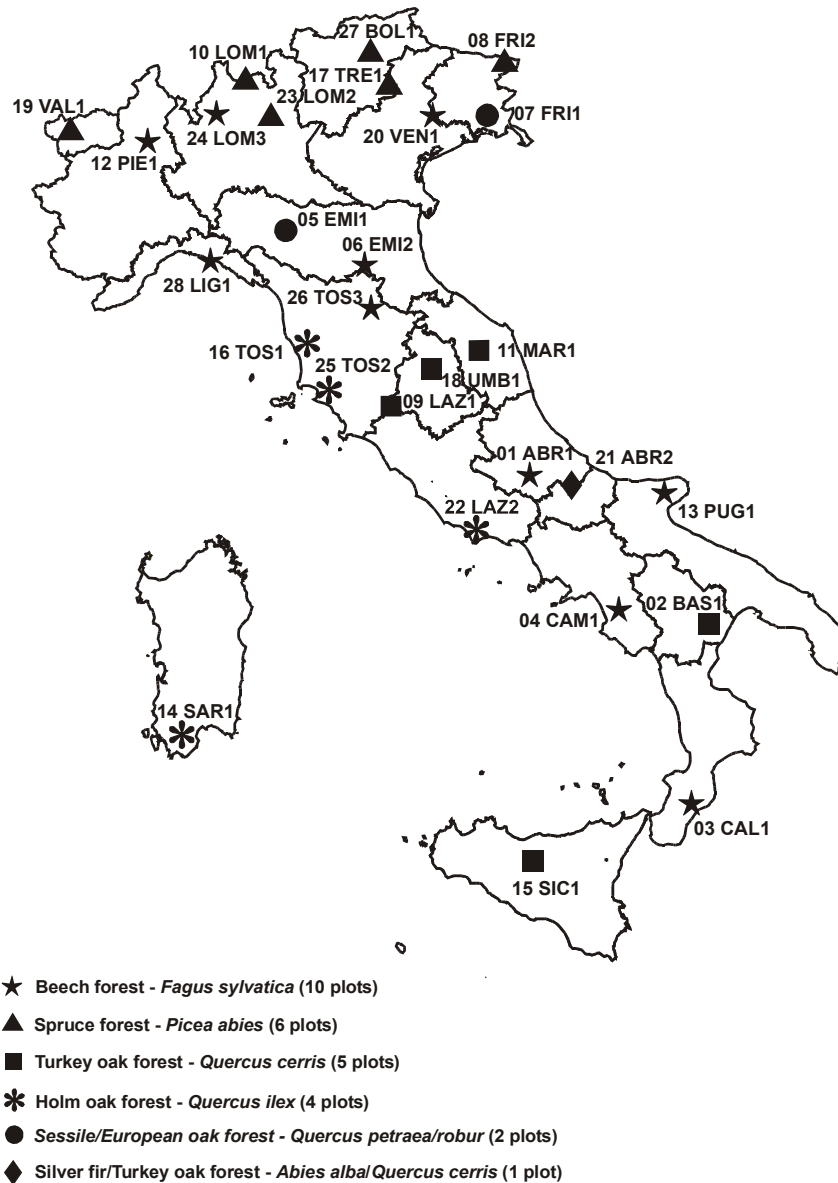 27 BOL1
08 FRI2
10 LOM1
17 TRE1
23 LOM2
19 VAL1
07 FRI1
24 LOM3
20 VEN1
12 PIE1
05 EMI1
06 EMI2
28 LIG1
26 TOS3
16 TOS1
11 MAR1
25 TOS2
18 UMB1
09 LAZ1
01 ABR1
21 ABR2
22 LAZ2
13 PUG1
02 BAS1
04 CAM1
14 SAR1
03 CAL1
15 SIC1
Beech forest - Fagus sylvatica (10 plots)
Spruce forest - Picea abies (6 plots)
Turkey oak forest - Quercus cerris (5 plots)
Holm oak forest - Quercus ilex (4 plots)
Sessile/European oak forest - Quercus petraea/robur (2 plots)
Silver fir/Turkey oak forest - Abies alba/Quercus cerris (1 plot)